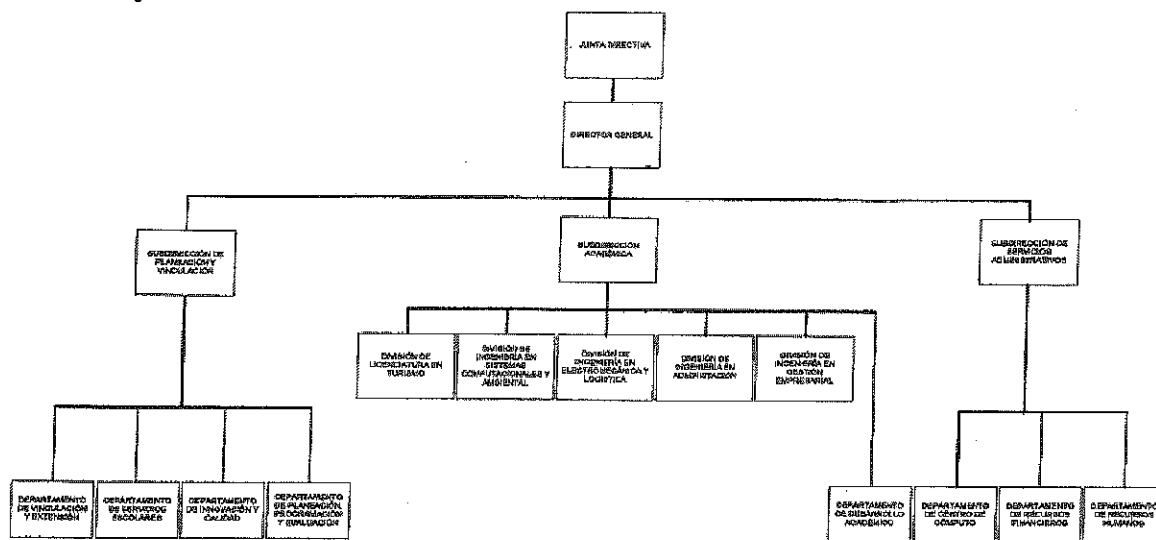 JUNTA DIRECTIVA
DIRECTOR GENERAL
SUBDIRECCIÓN DE
PLANEACIÓN Y
VINCULACIÓN
SUBDIRECCIÓN
ACADÉMICA
SUBDIRECCIÓN DE
SERVICIOS
ADMINISTRATIVOS
DIVISIÓN DE
LICENCIATURA EN
TURISMO
DIVISIÓN DE
INGENIERÍA EN
SISTEMAS
COMPUTACIONALES Y
AMBIENTAL
DIVISIÓN DE
INGENIERÍA EN
ELECTROMECÁNICA Y
LOGISTICA
DIVISIÓN DE
INGENIERÍA EN
DIVISIÓN DE
INGENIERÍA EN
GESTIÓN
EMPRESARIAL
DEPARTAMENTO
DE VINCULACIÓN
Y EXTENSIÓN
DEPARTAMENTO
DE SERVICIOS
ESCOLARES
DEPARTAMENTO
DE INNOVACIÓN Y
CALIDAD
DEPARTAMENTO
DE PLANEACIÓN,
PROGRAMACIÓN
Y EVALUACIÓN
DEPARTAMENTO
DE DESARROLLO
ACADÉMICO
DEPARTAMENTO
DE CENTRO DE
CÓMPUTO
DEPARTAMENTO
DE RECURSOS
FINANCIEROS
DEPARTAMENTO
DE RECURSOS
HUMANOS